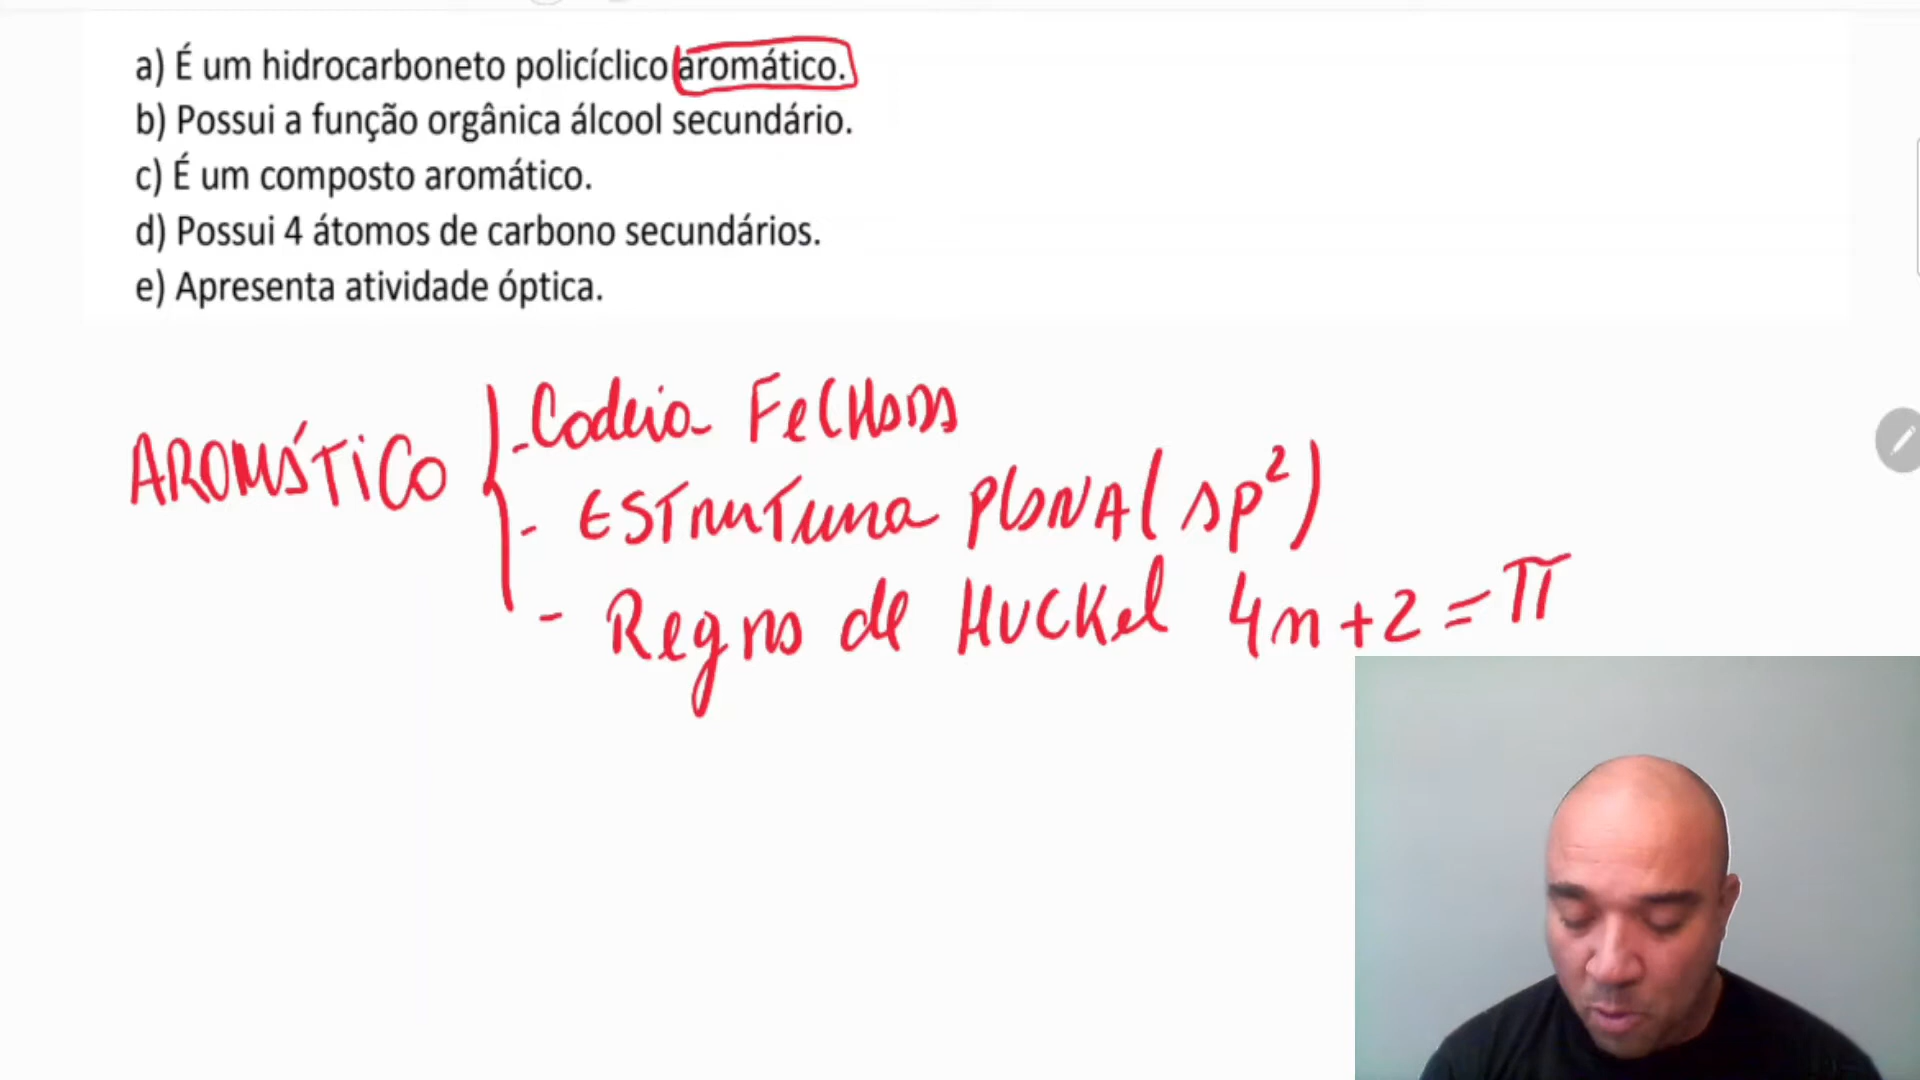 a) É um hidrocarboneto policíclico aromático.
b) Possui a função orgânica álcool secundário.
c) É um composto aromático.
d) Possui 4 átomos de carbono secundários.
e) Apresenta atividade óptica.
AROMÁTICO
- Cadeia FeCHADA
- ESTRUTURA PLANA (sp²)
- Regra de HUCKel 4n+2=π